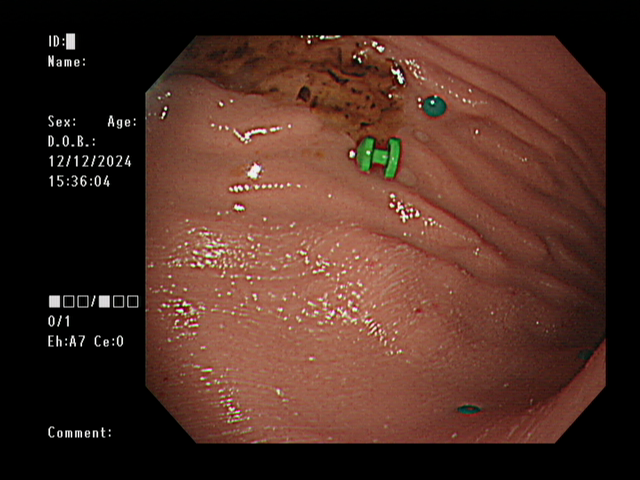 ID:
Name:
Sex: Age:
D.O.B.:
12/12/2024
15:36:04
■□□/■□□
0/1
Eh:A7 Ce:0
Comment: